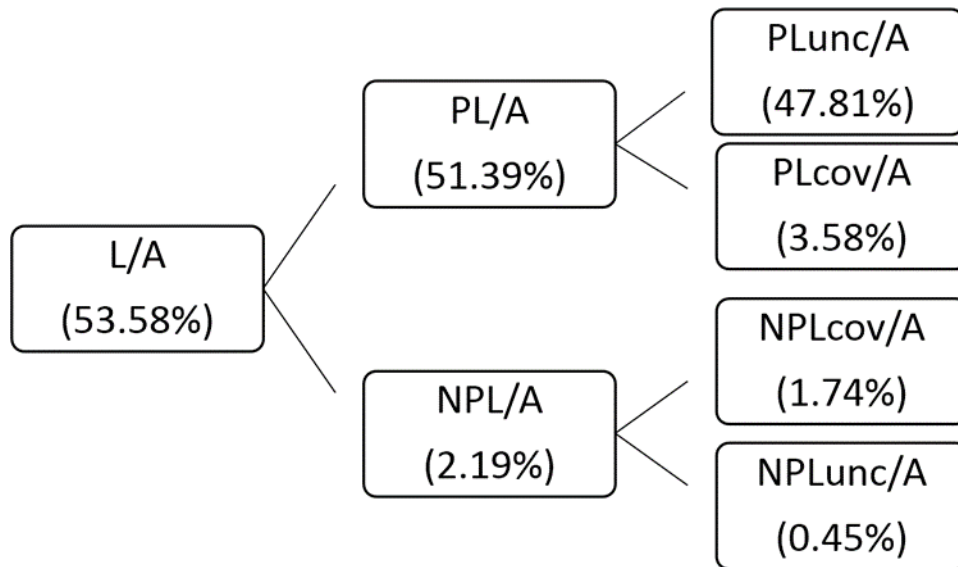 L/A
(53.58%)
PL/A
(51.39%)
NPL/A
(2.19%)
PLunc/A
(47.81%)
PLcov/A
(3.58%)
NPLcov/A
(1.74%)
NPLunc/A
(0.45%)